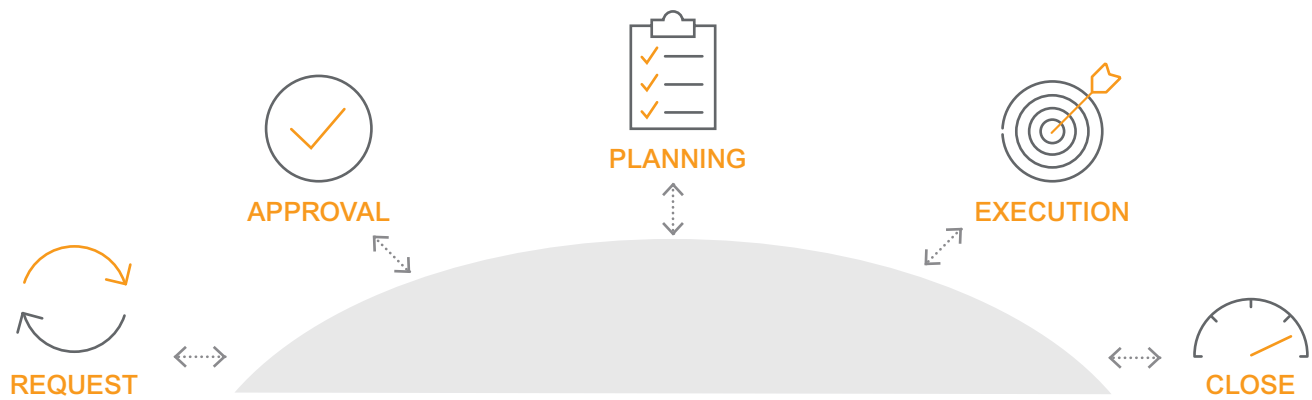 REQUEST
APPROVAL
PLANNING
EXECUTION
CLOSE